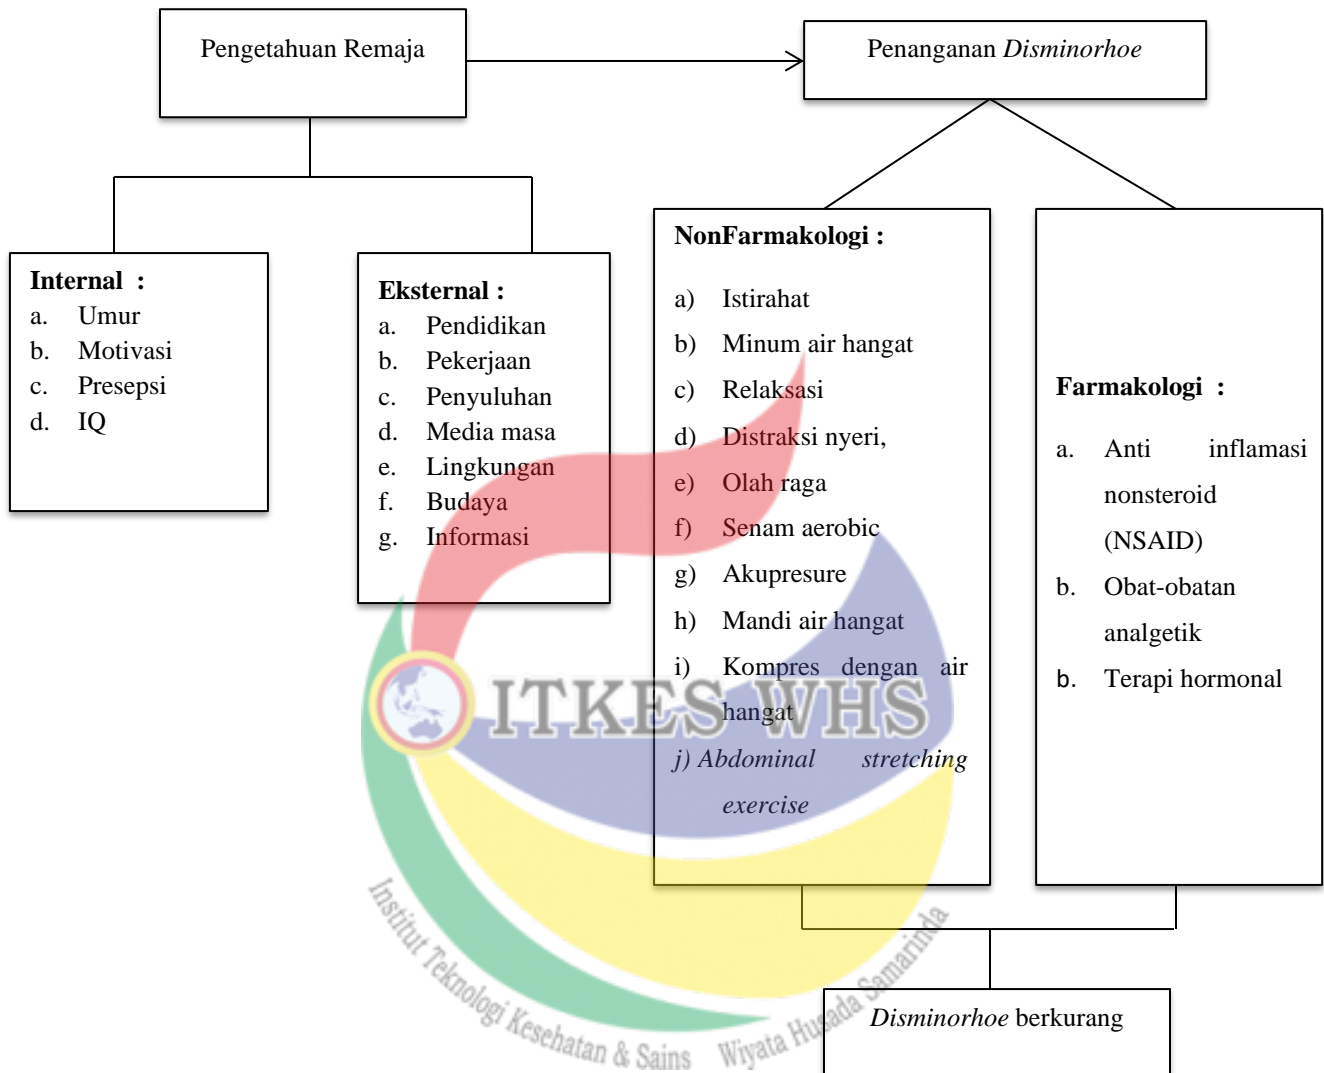 Pengetahuan Remaja
Penanganan Disminorhoe
Internal :
a. Umur
b. Motivasi
c. Presepsi
d. IQ
Eksternal :
a. Pendidikan
b. Pekerjaan
c. Penyuluhan
d. Media masa
e. Lingkungan
f. Budaya
g. Informasi
NonFarmakologi :
a) Istirahat
b) Minum air hangat
c) Relaksasi
d) Distraksi nyeri,
e) Olah raga
f) Senam aerobic
g) Akupresure
h) Mandi air hangat
i) Kompres dengan air
hangat
j) Abdominal stretching
exercise
Farmakologi :
a. Anti inflamasi
nonsteroid
(NSAID)
b. Obat-obatan
analgetik
b. Terapi hormonal
Disminorhoe berkurang
ITKES WHS
Institut Teknologi Kesehatan & Sains Wiyata Husada Samarinda